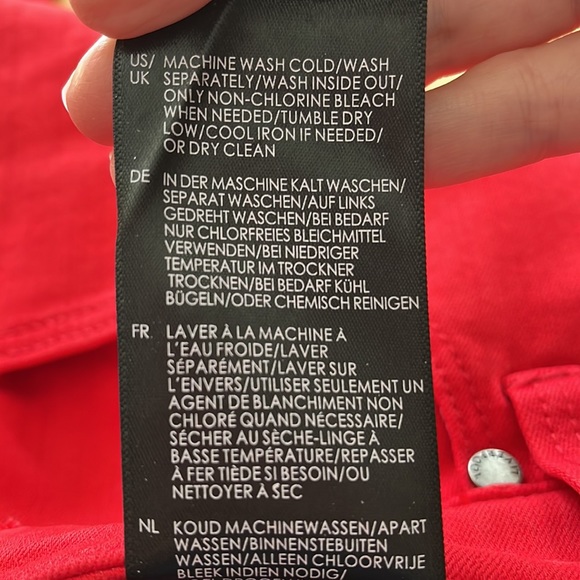 US/ MACHINE WASH COLD/WASH
UK SEPARATELY/WASH INSIDE OUT/
ONLY NON-CHLORINE BLEACH
WHEN NEEDED/TUMBLE DRY
LOW/COOL IRON IF NEEDED/
OR DRY CLEAN
DE IN DER MASCHINE KALT WASCHEN/
SEPARAT WASCHEN/AUF LINKS
GEDREHT WASCHEN/BEI BEDARF
NUR CHLORFREIES BLEICHMITTEL
VERWENDEN/BEI NIEDRIGER
TEMPERATUR IM TROCKNER
TROCKNEN/BEI BEDARF KÜHL
BÜGELN/ODER CHEMISCH REINIGEN
FR LAVER À LA MACHINE À
L'EAU FROIDE/LAVER
SÉPARÉMENT/LAVER SUR
L'ENVERS/UTILISER SEULEMENT UN
AGENT DE BLANCHIMENT NON
CHLORÉ QUAND NÉCESSAIRE/
SÉCHER AU SÈCHE-LINGE À
BASSE TEMPÉRATURE/REPASSER
À FER TIÈDE SI BESOIN/OU
NETTOYER À SEC
NL KOUD MACHINEWASSEN/APART
WASSEN/BINNENSTEBUITEN
WASSEN/ALLEEN CHLOORVRIJE
BLEEK INDIEN NODIG/